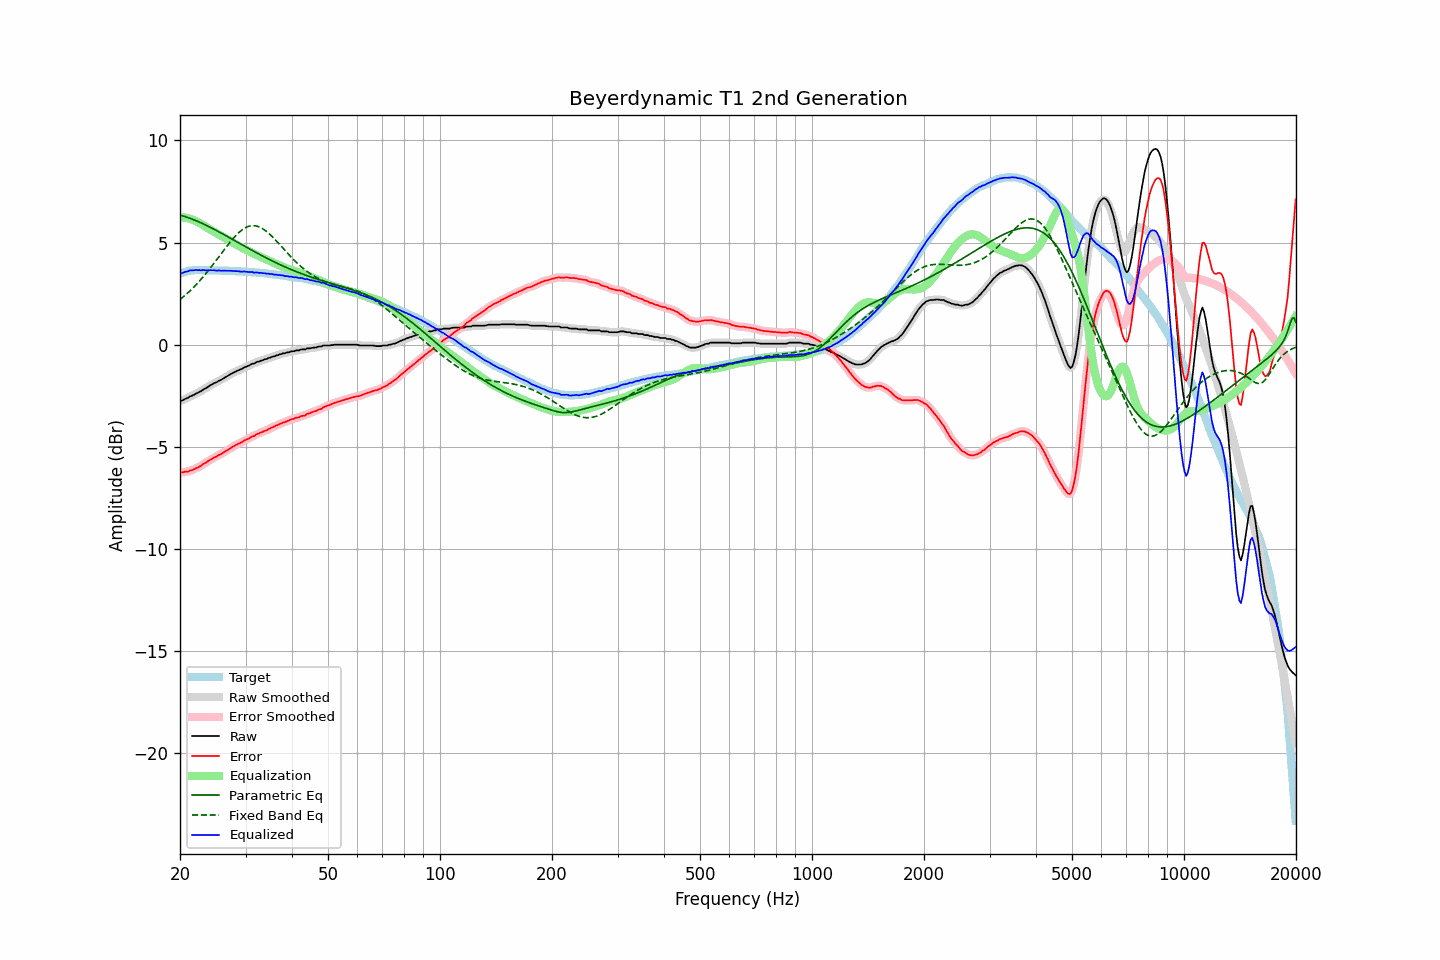 Beyerdynamic T1 2nd Generation
Amplitude (dBr)
10
5
0
−5
−10
−15
−20
Target
Raw Smoothed
Error Smoothed
Raw
Error
Equalization
Parametric Eq
Fixed Band Eq
Equalized
20 50 100 200 500 1000 2000 5000 10000 20000
Frequency (Hz)